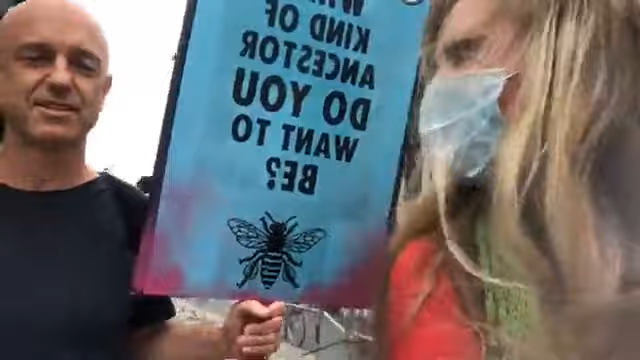 KIND OF
ANCESTOR
DO YOU
WANT TO
BE?